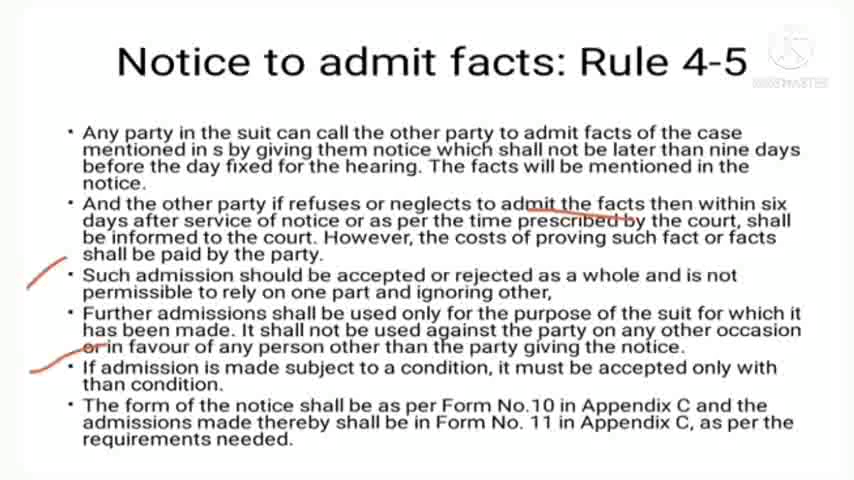 Notice to admit facts: Rule 4-5
KINEMASTER
• Any party in the suit can call the other party to admit facts of the case
mentioned in s by giving them notice which shall not be later than nine days
before the day fixed for the hearing. The facts will be mentioned in the
notice.
• And the other party if refuses or neglects to admit the facts then within six
days after service of notice or as per the time prescribed by the court, shall
be informed to the court. However, the costs of proving such fact or facts
shall be paid by the party.
• Such admission should be accepted or rejected as a whole and is not
permissible to rely on one part and ignoring other,
• Further admissions shall be used only for the purpose of the suit for which it
has been made. It shall not be used against the party on any other occasion
or in favour of any person other than the party giving the notice.
• If admission is made subject to a condition, it must be accepted only with
than condition.
• The form of the notice shall be as per Form No.10 in Appendix C and the
admissions made thereby shall be in Form No. 11 in Appendix C, as per the
requirements needed.